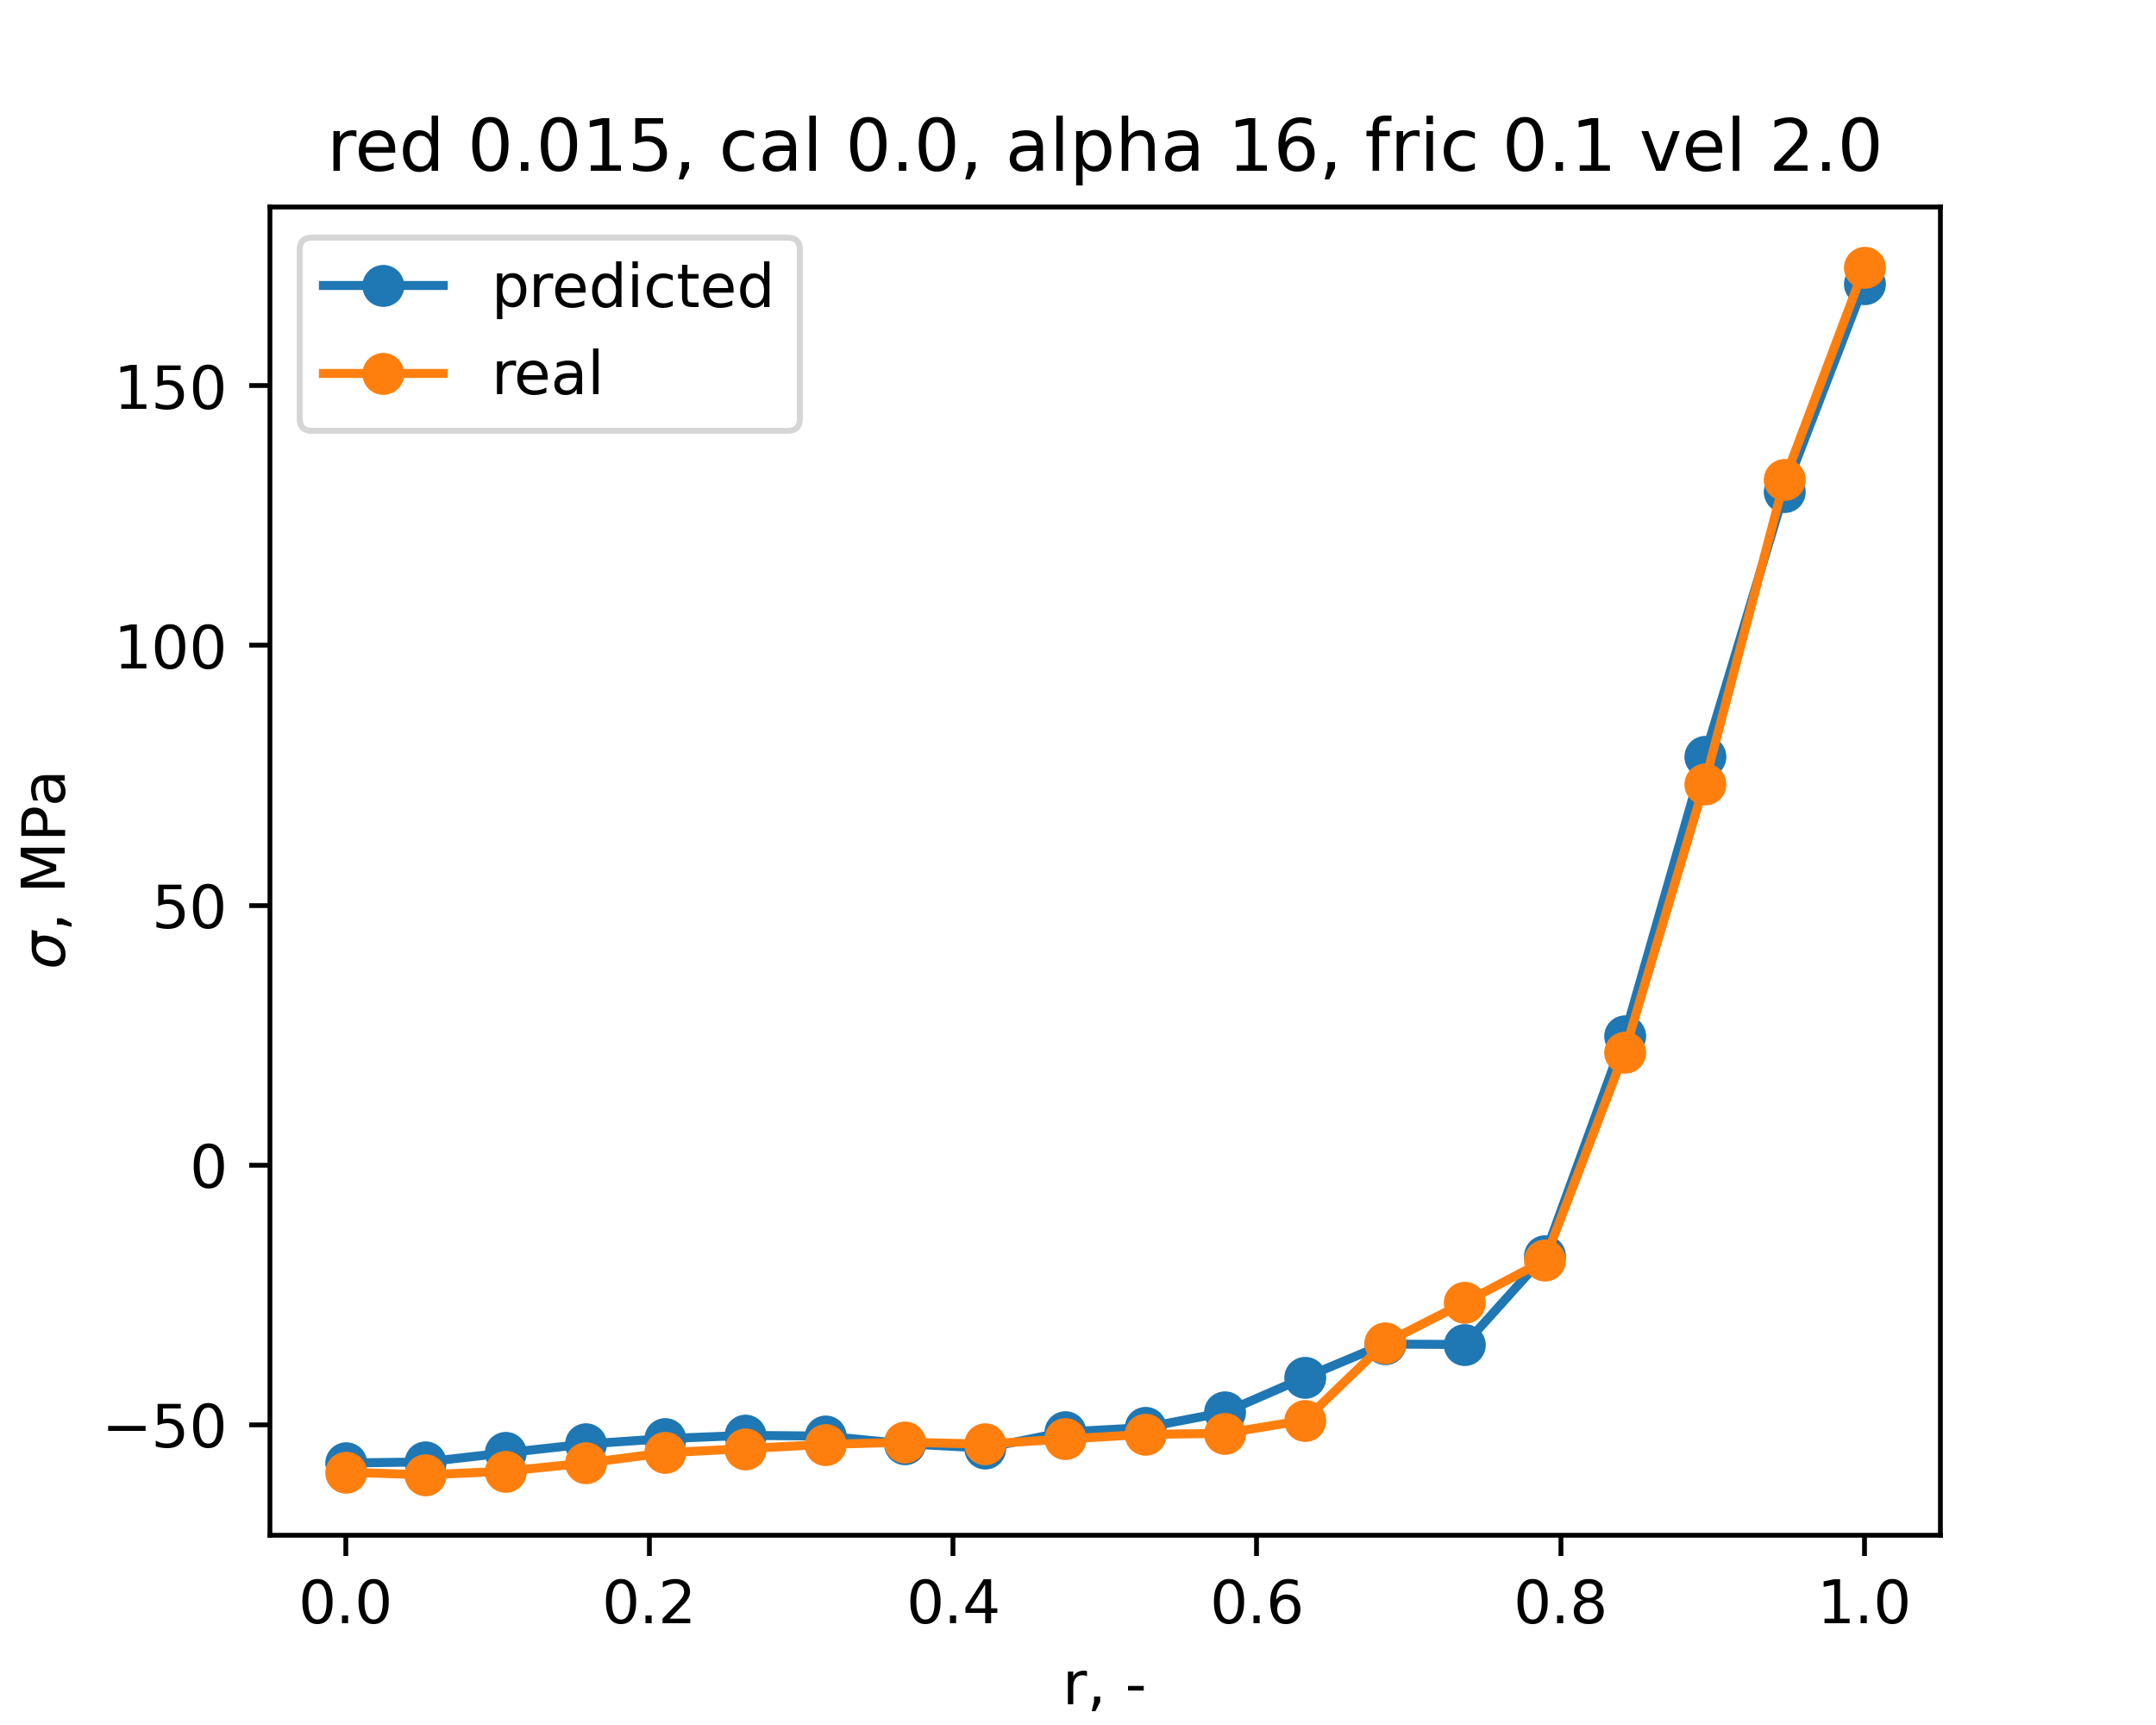 red 0.015, cal 0.0, alpha 16, fric 0.1 vel 2.0
predicted
real
150
100
50
0
−50
σ, MPa
0.0 0.2 0.4 0.6 0.8 1.0
r, -